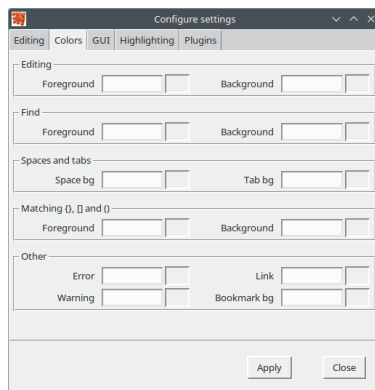 Configure settings
Editing Colors GUI Highlighting Plugins
Editing
Foreground Background
Find
Foreground Background
Spaces and tabs
Space bg Tab bg
Matching {}, [] and ()
Foreground Background
Other
Error Link
Warning Bookmark bg
Apply Close